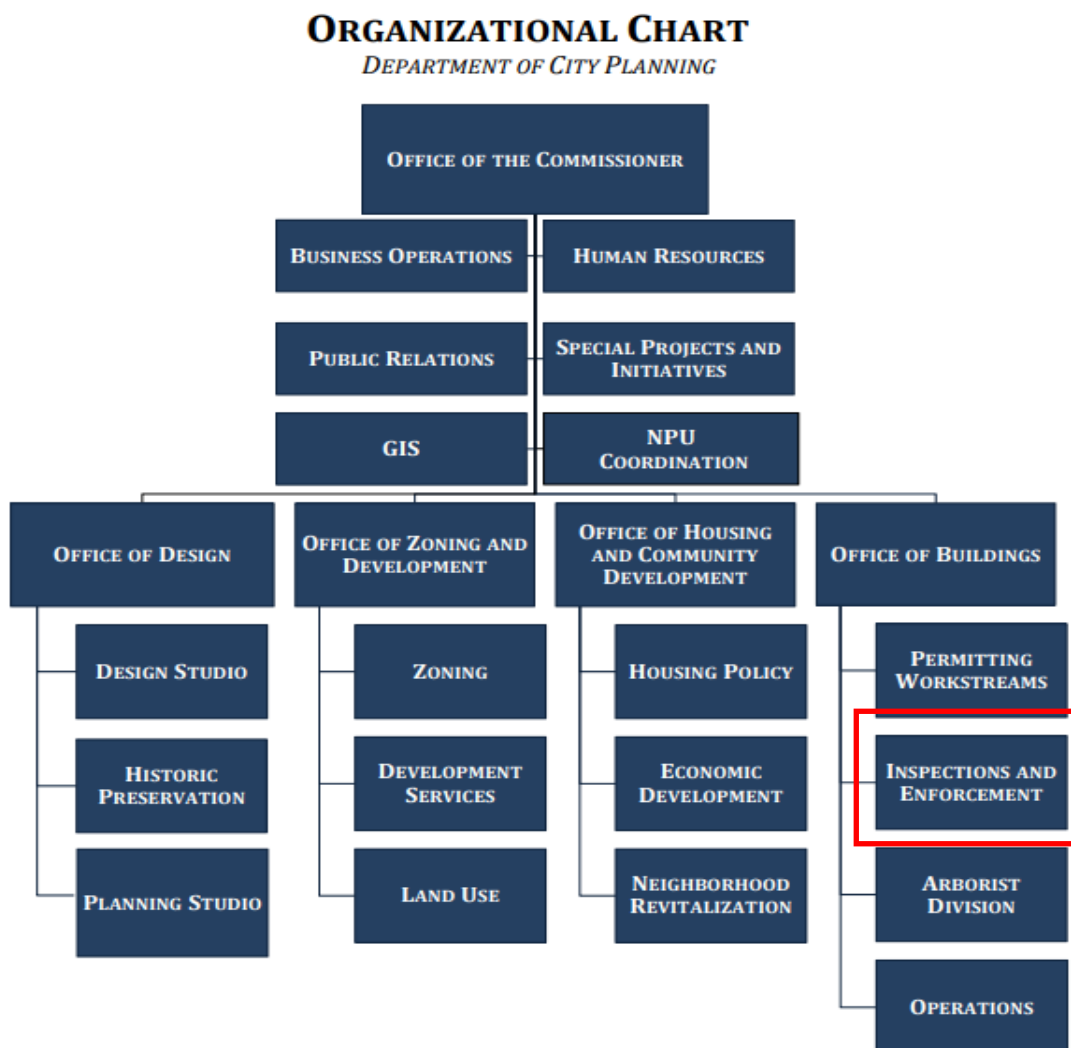 ORGANIZATIONAL CHART
DEPARTMENT OF CITY PLANNING
OFFICE OF THE COMMISSIONER
BUSINESS OPERATIONS
HUMAN RESOURCES
PUBLIC RELATIONS
SPECIAL PROJECTS AND
INITIATIVES
GIS
NPU
COORDINATION
OFFICE OF DESIGN
OFFICE OF ZONING AND
DEVELOPMENT
OFFICE OF HOUSING
AND COMMUNITY
DEVELOPMENT
OFFICE OF BUILDINGS
DESIGN STUDIO
HISTORIC
PRESERVATION
PLANNING STUDIO
ZONING
DEVELOPMENT
SERVICES
LAND USE
HOUSING POLICY
ECONOMIC
DEVELOPMENT
NEIGHBORHOOD
REVITALIZATION
PERMITTING
WORKSTREAMS
INSPECTIONS AND
ENFORCEMENT
ARBORIST
DIVISION
OPERATIONS